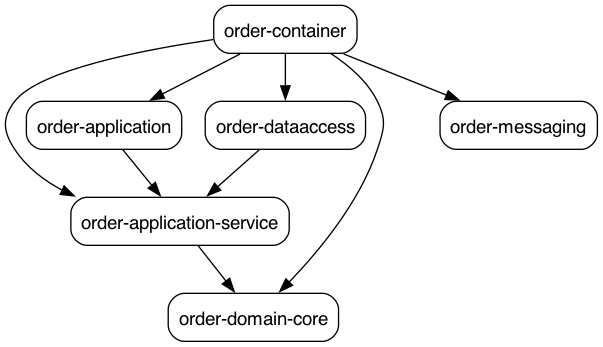 order-container
order-application
order-dataaccess
order-messaging
order-application-service
order-domain-core